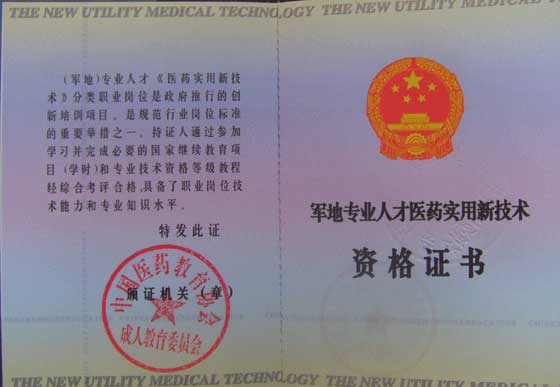 THE NEW UTILITY MEDICAL TECHNOLOGY
THE NEW UTILITY MEDICAL TECHN
（军地）专业人才《医药实用新技
术》分类职业岗位是政府推行的创
新培训项目，是规范行业岗位标准
的重要举措之一。持证人通过参加
学习并完成必要的国家继续教育项
目（学时）和专业技术资格等级教程
经综合考评合格，具备了职业岗位技
术能力和专业知识水平。
特发此证
颁证机关（章）
中国医药教育协会
成人教育委员会
军地专业人才医药实用新技术
资格证书
THE NEW UTILITY MEDICAL TECHNOLOGY
THE NEW UTILITY MEDICAL TECH